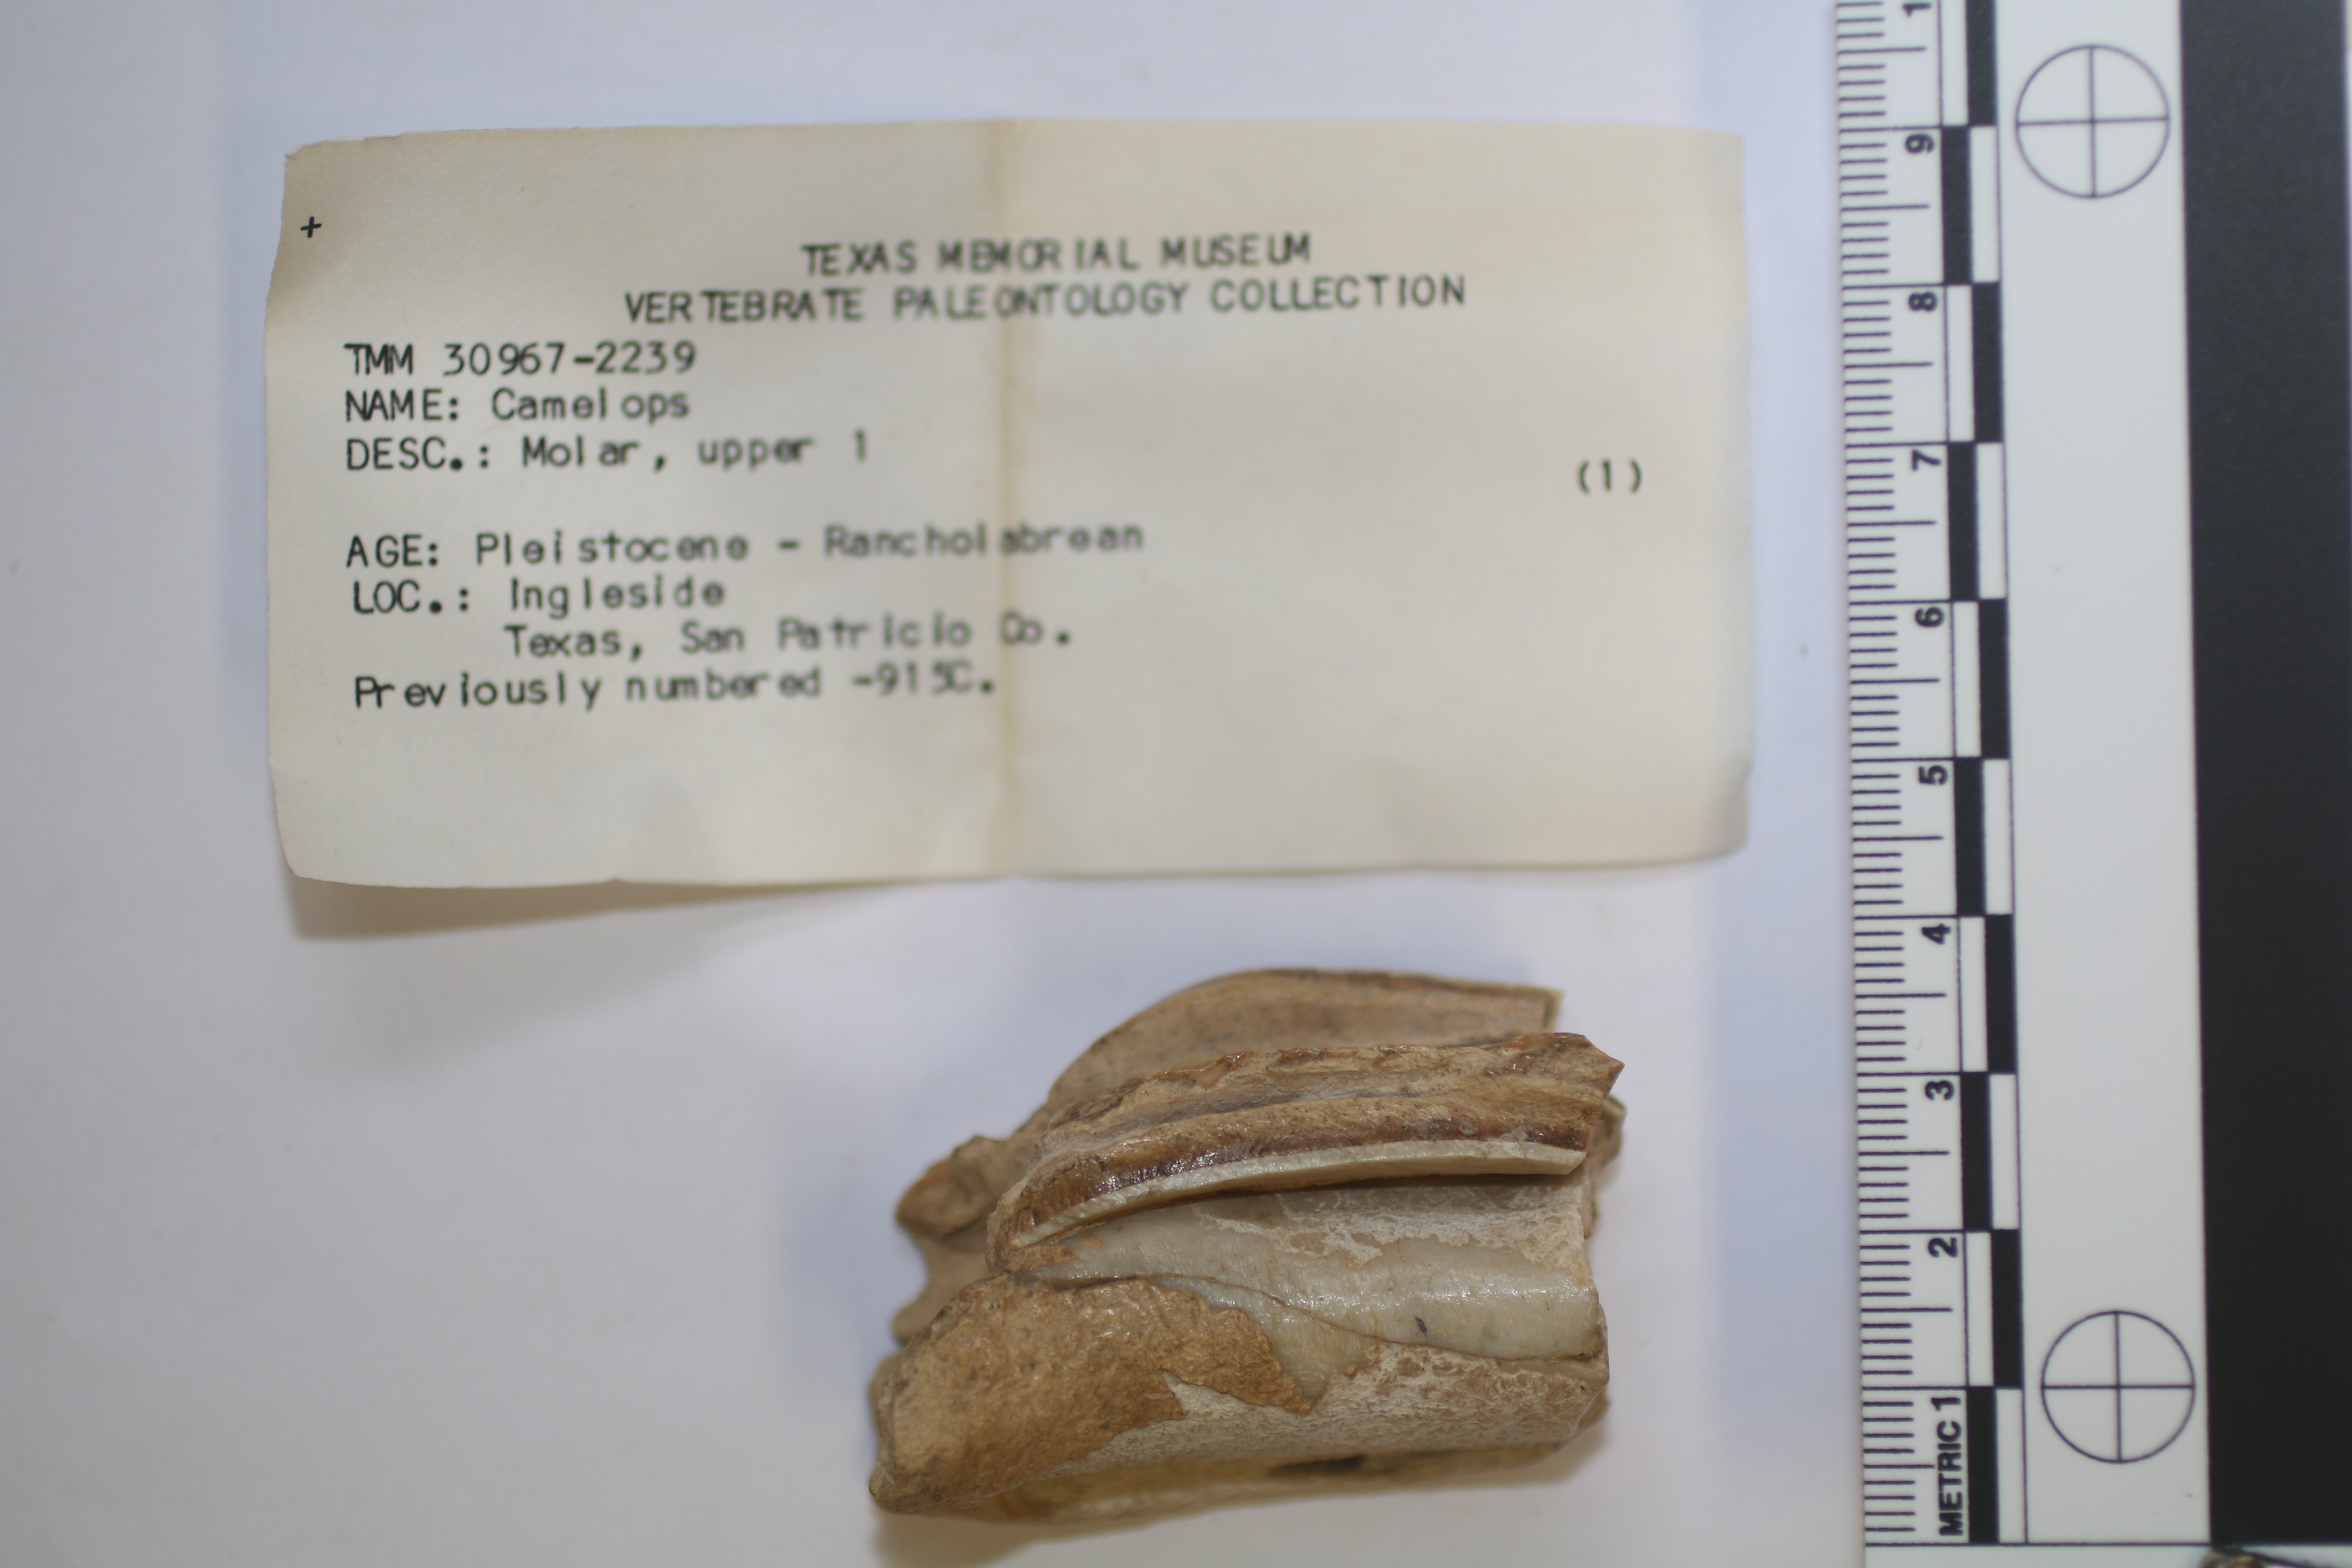 +
TEXAS MEMORIAL MUSEUM
VERTEBRATE PALEONTOLOGY COLLECTION
TMM 30967-2239
NAME: Camelops
DESC.: Molar, upper 1
(1)
AGE: Pleistocene - Rancholabrean
LOC.: Ingleside
Texas, San Patricio Co.
Previously numbered -915C.
1
9
8
7
6
5
4
3
2
METRIC 1